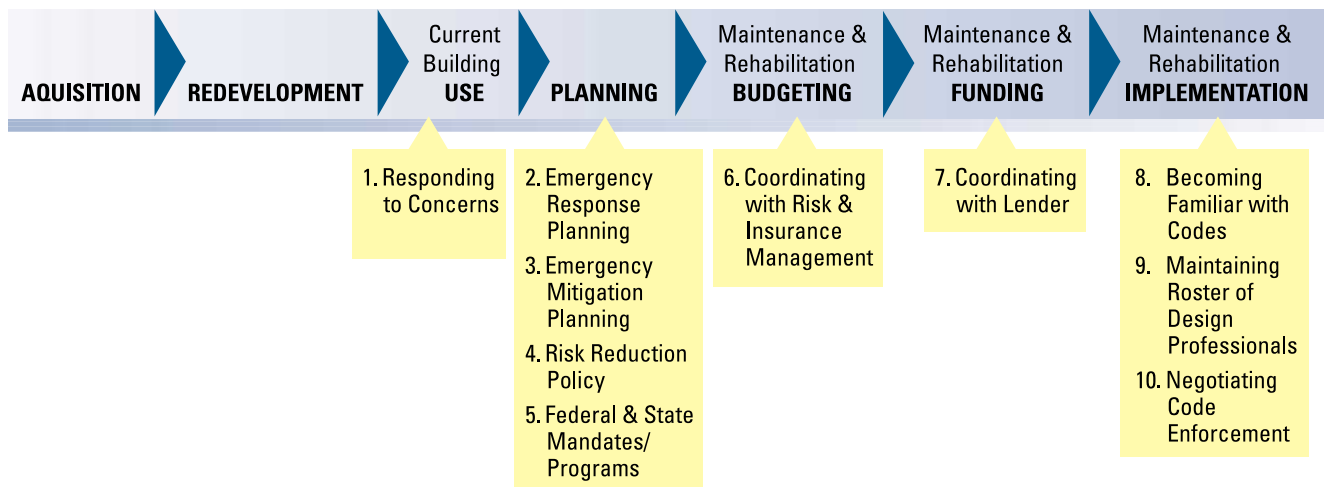 AQUISITION
REDEVELOPMENT
Current
Building
USE
PLANNING
Maintenance &
Rehabilitation
BUDGETING
Maintenance &
Rehabilitation
FUNDING
Maintenance &
Rehabilitation
IMPLEMENTATION
1. Responding
to Concerns
2. Emergency
Response
Planning
3. Emergency
Mitigation
Planning
4. Risk Reduction
Policy
5. Federal & State
Mandates/
Programs
6. Coordinating
with Risk &
Insurance
Management
7. Coordinating
with Lender
8. Becoming
Familiar with
Codes
9. Maintaining
Roster of
Design
Professionals
10. Negotiating
Code
Enforcement